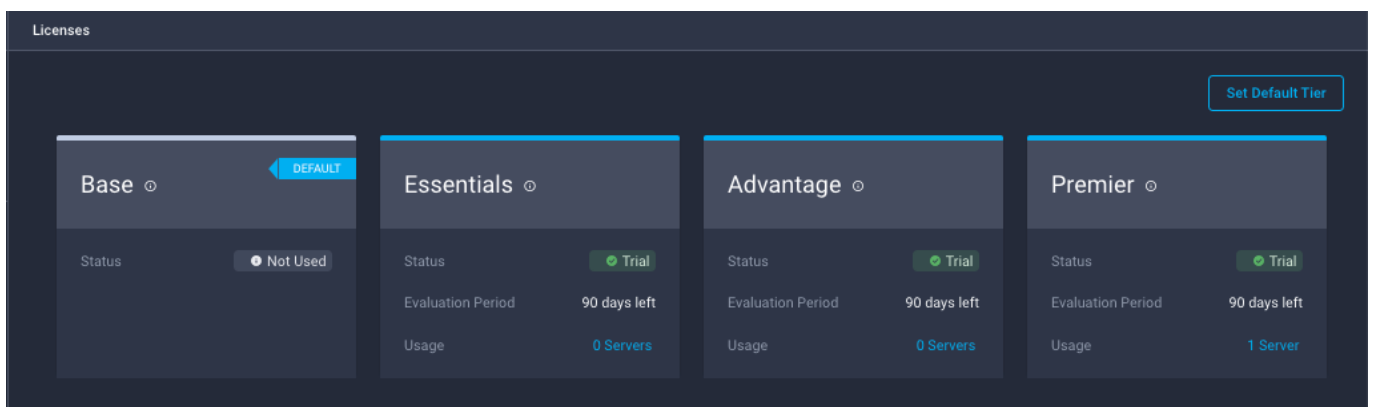 Licenses
Set Default Tier
DEFAULT
Base
Essentials
Advantage
Premier
Status Not Used
Status Trial
Status Trial
Status Trial
Evaluation Period 90 days left
Evaluation Period 90 days left
Evaluation Period 90 days left
Usage 0 Servers
Usage 0 Servers
Usage 1 Server